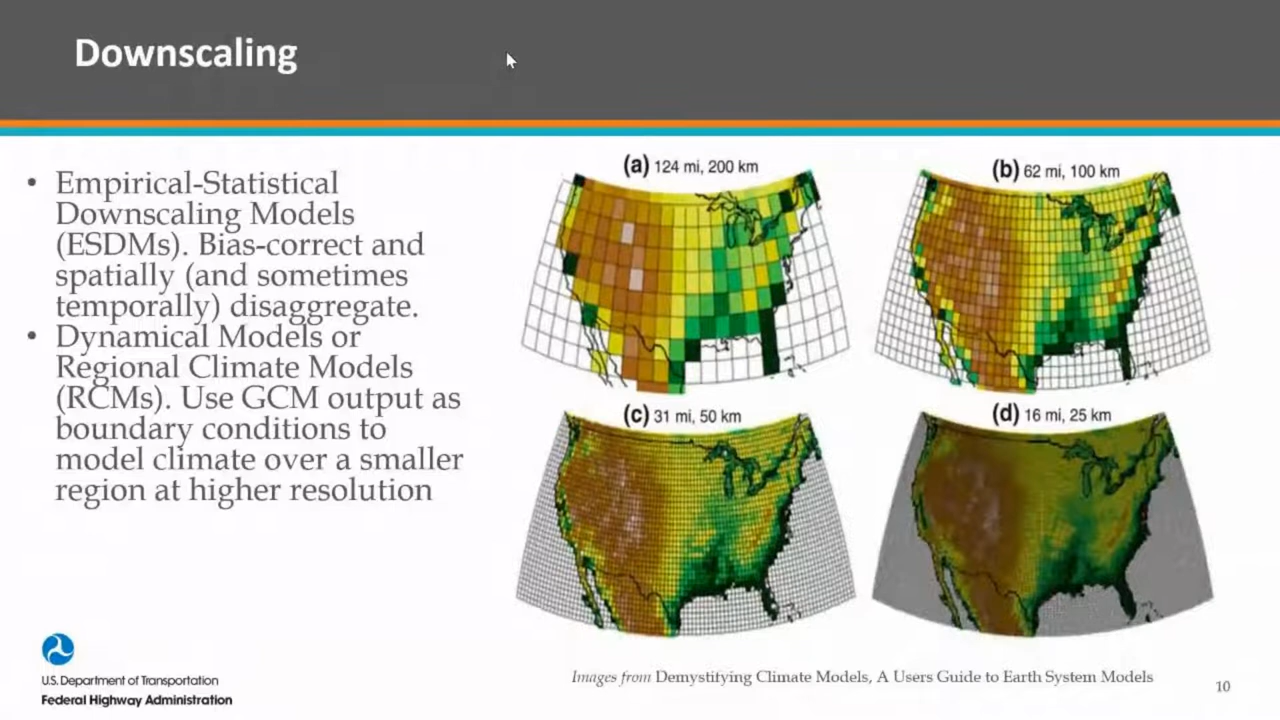 Downscaling
• Empirical-Statistical
Downscaling Models
(ESDMs). Bias-correct and
spatially (and sometimes
temporally) disaggregate.
• Dynamical Models or
Regional Climate Models
(RCMs). Use GCM output as
boundary conditions to
model climate over a smaller
region at higher resolution
(a) 124 mi, 200 km
(b) 62 mi, 100 km
(c) 31 mi, 50 km
(d) 16 mi, 25 km
Images from Demystifying Climate Models, A Users Guide to Earth System Models
U.S. Department of Transportation
Federal Highway Administration
10